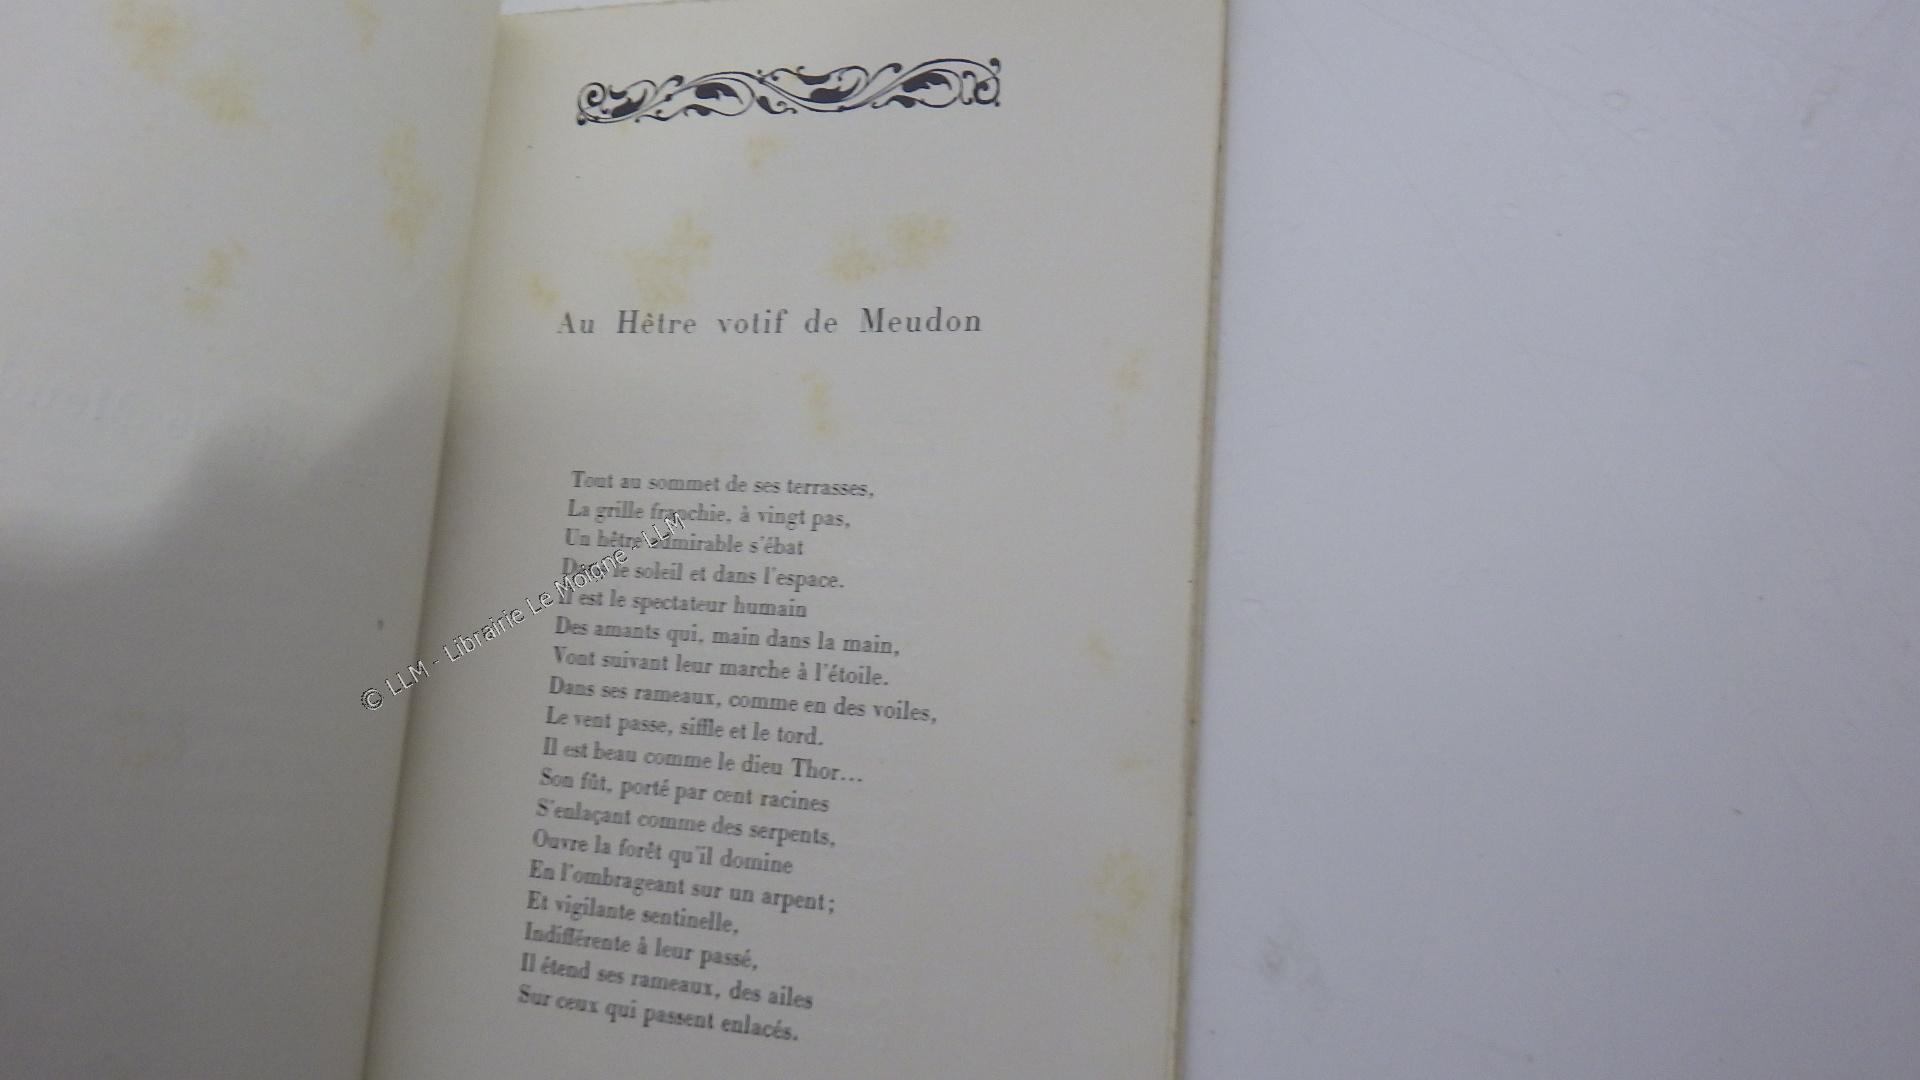 Au Hêtre votif de Meudon
Tout au sommet de ses terrasses,
La grille franchie, à vingt pas,
Un hêtre admirable s'ébat
Dans le soleil et dans l'espace.
Il est le spectateur humain
Des amants qui, main dans la main,
Vont suivant leur marche à l'étoile.
Dans ses rameaux, comme en des voiles,
Le vent passe, siffle et le tord.
Il est beau comme le dieu Thor...
Son fût, porté par cent racines
S'enlaçant comme des serpents,
Ouvre la forêt qu'il domine
En l'ombrageant sur un arpent ;
Et vigilante sentinelle,
Indifférente à leur passé,
Il étend ses rameaux, des ailes
Sur ceux qui passent enlacés.
© LLM - Librairie Le Moigne - LLM